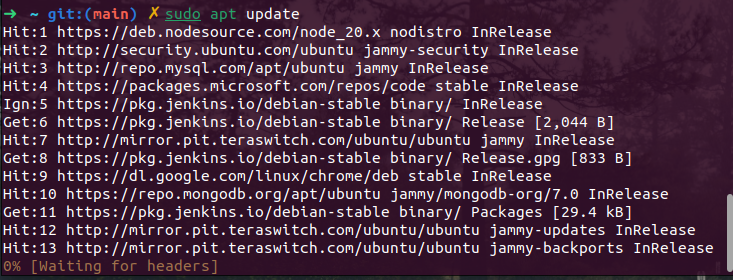 ➜ ~ git:(main) ✗ sudo apt update
Hit:1 https://deb.nodesource.com/node_20.x nodistro InRelease
Hit:2 http://security.ubuntu.com/ubuntu jammy-security InRelease
Hit:3 http://repo.mysql.com/apt/ubuntu jammy InRelease
Hit:4 https://packages.microsoft.com/repos/code stable InRelease
Ign:5 https://pkg.jenkins.io/debian-stable binary/ InRelease
Get:6 https://pkg.jenkins.io/debian-stable binary/ Release [2,044 B]
Hit:7 http://mirror.pit.teraswitch.com/ubuntu/ubuntu jammy InRelease
Get:8 https://pkg.jenkins.io/debian-stable binary/ Release.gpg [833 B]
Hit:9 https://dl.google.com/linux/chrome/deb stable InRelease
Hit:10 https://repo.mongodb.org/apt/ubuntu jammy/mongodb-org/7.0 InRelease
Get:11 https://pkg.jenkins.io/debian-stable binary/ Packages [29.4 kB]
Hit:12 http://mirror.pit.teraswitch.com/ubuntu/ubuntu jammy-updates InRelease
Hit:13 http://mirror.pit.teraswitch.com/ubuntu/ubuntu jammy-backports InRelease
0% [Waiting for headers]